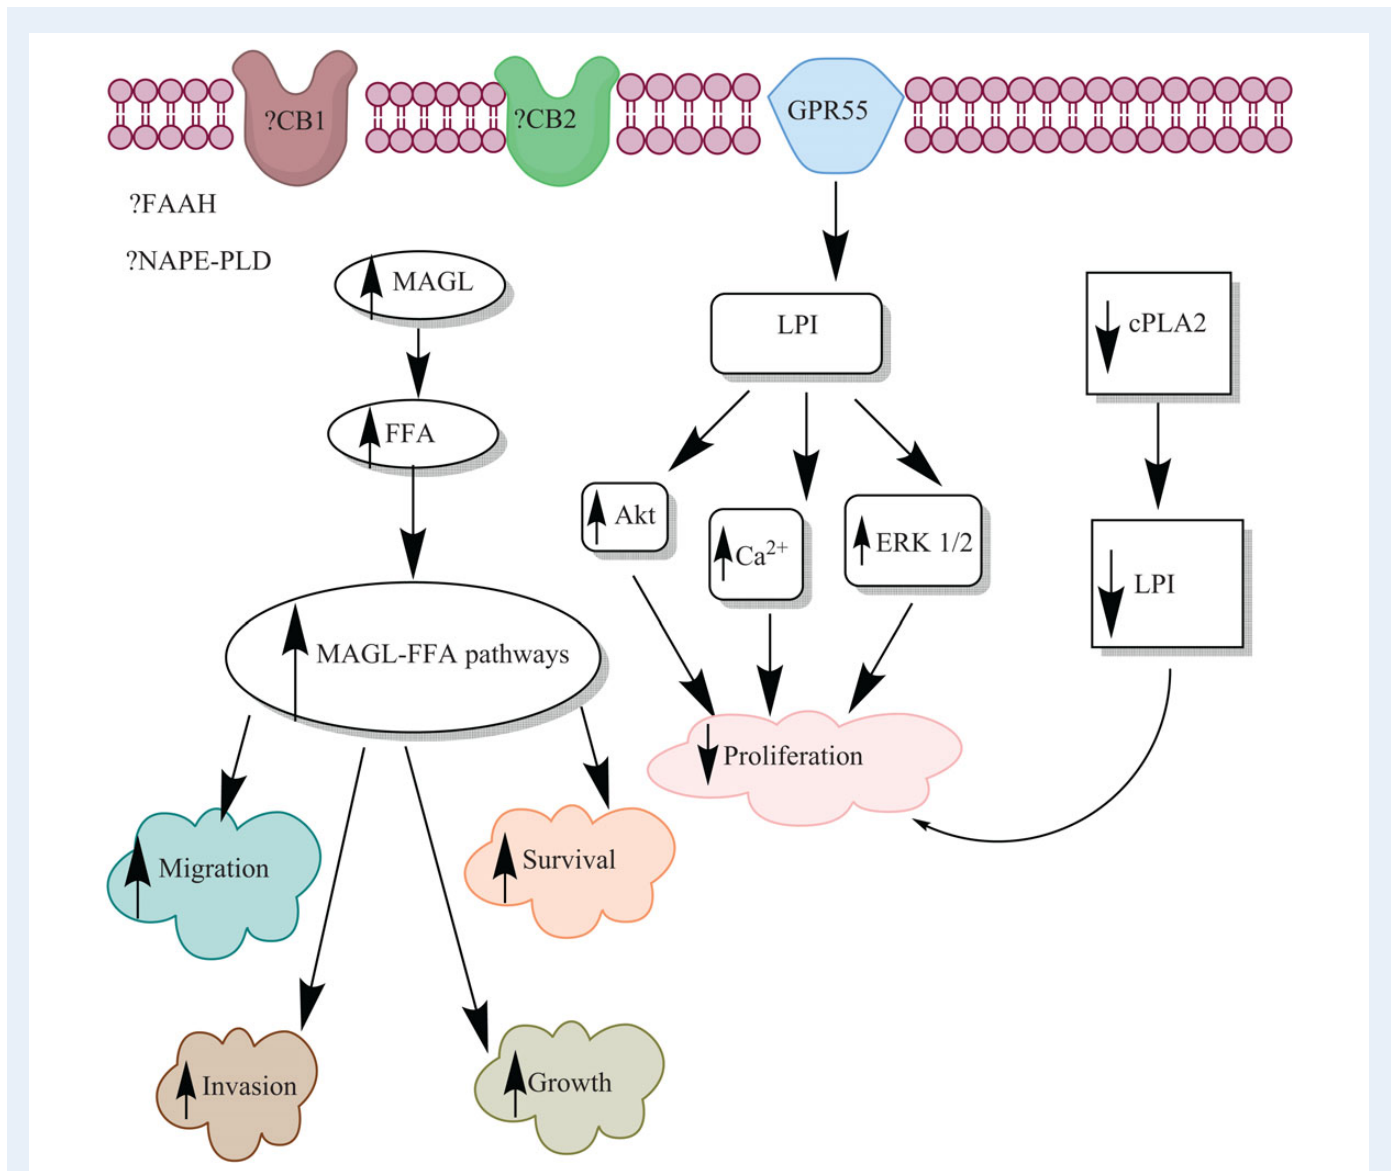 ?CB1
?CB2
GPR55
?FAAH
?NAPE-PLD
MAGL
FFA
MAGL-FFA pathways
Migration
Survival
Invasion
Growth
LPI
Akt
Ca²⁺
ERK 1/2
Proliferation
cPLA2
LPI